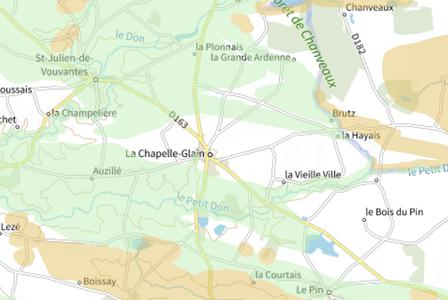 Chanveaux
Forêt de Chanveaux
D182
le Don
la Plonnais
la Grande Ardenne
St-Julien-de-
Vouvantes
la Champelière
D163
Brutz
la Hayais
La Chapelle-Glain
Auzillé
la Vieille Ville
le Petit Don
le Bois du Pin
Boissay
la Courtais
Le Pin